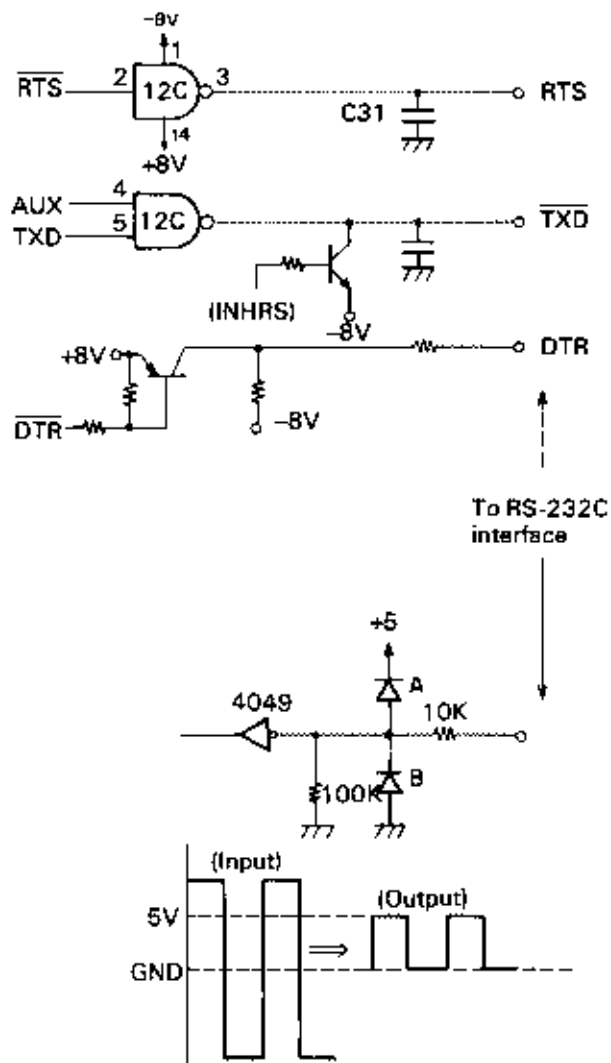 −8v
1
RTS 2 12C 3 RTS
C31
14
+8V
AUX 4
TXD 5 12C TXD
(INHRS)
−8V
+8V DTR
DTR −8V
To RS-232C
interface
+5
A
4049 10K
100K B
(Input)
5V (Output)
GND